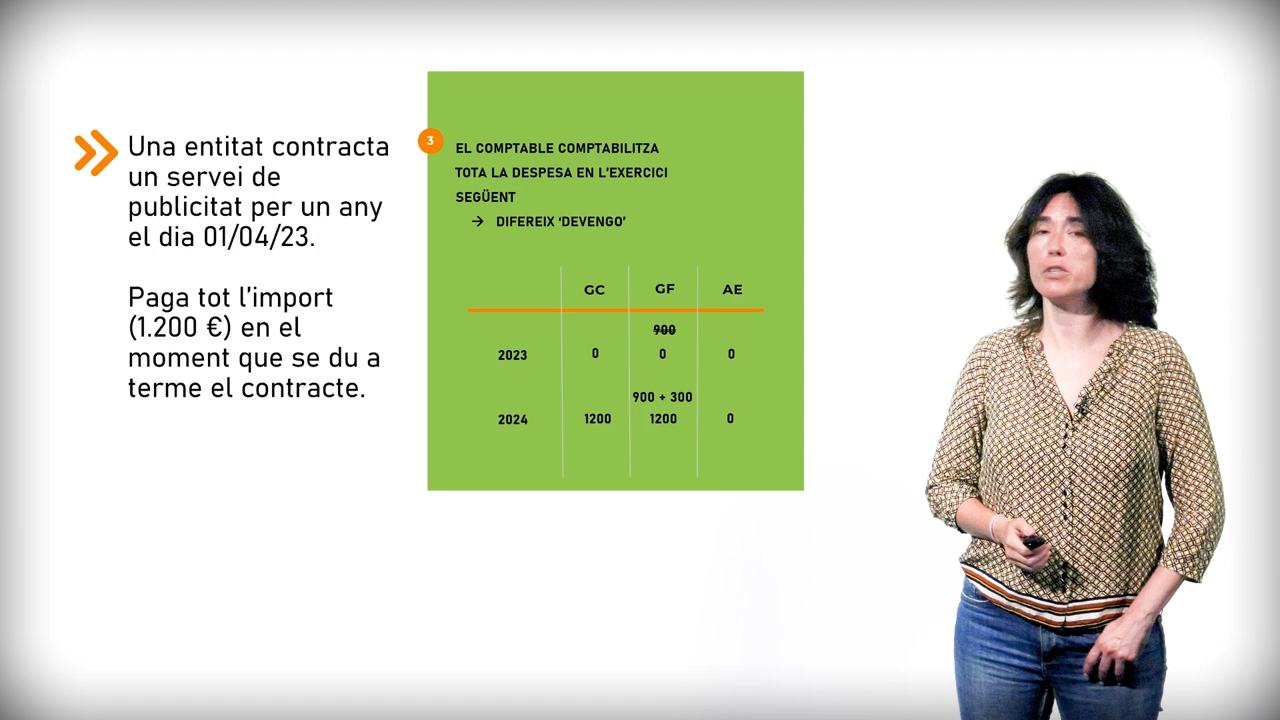 Una entitat contracta
un servei de
publicitat per un any
el dia 01/04/23.
Paga tot l'import
(1.200 €) en el
moment que se du a
terme el contracte.
3
EL COMPTABLE COMPTABILITZA
TOTA LA DESPESA EN L'EXERCICI
SEGÜENT
→ DIFEREIX 'DEVENGO'
GC GF AE
900
2023 0 0 0
900 + 300
2024 1200 1200 0